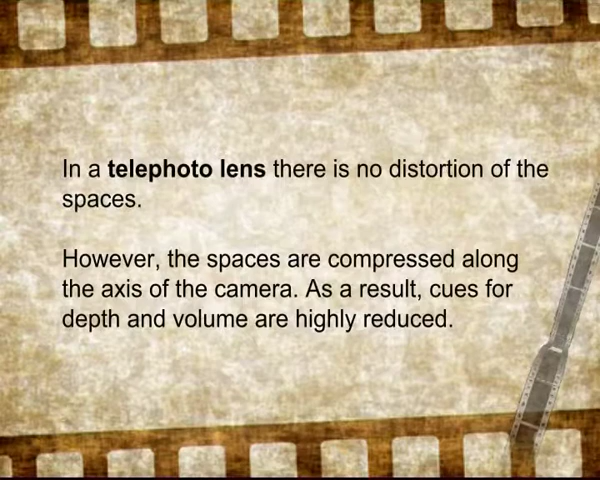 In a telephoto lens there is no distortion of the
spaces.
However, the spaces are compressed along
the axis of the camera. As a result, cues for
depth and volume are highly reduced.